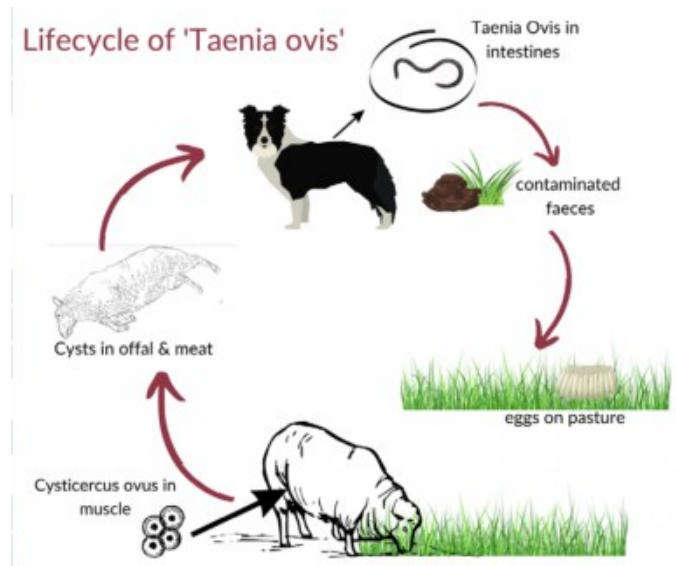 Lifecycle of 'Taenia ovis'
Taenia Ovis in
intestines
contaminated
faeces
eggs on pasture
Cysticercus ovus in
muscle
Cysts in offal & meat